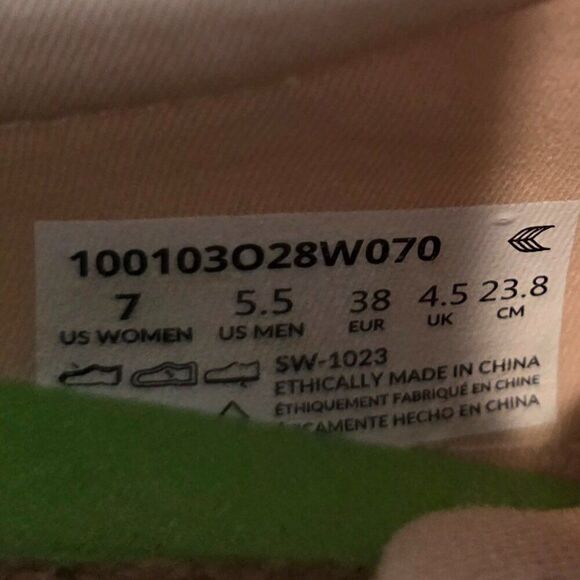 100103O28W070
7 5.5 38 4.5 23.8
US WOMEN US MEN EUR UK CM
SW-1023
ETHICALLY MADE IN CHINA
ÉTHIQUEMENT FABRIQUÉ EN CHINE
HECHO EN CHINA